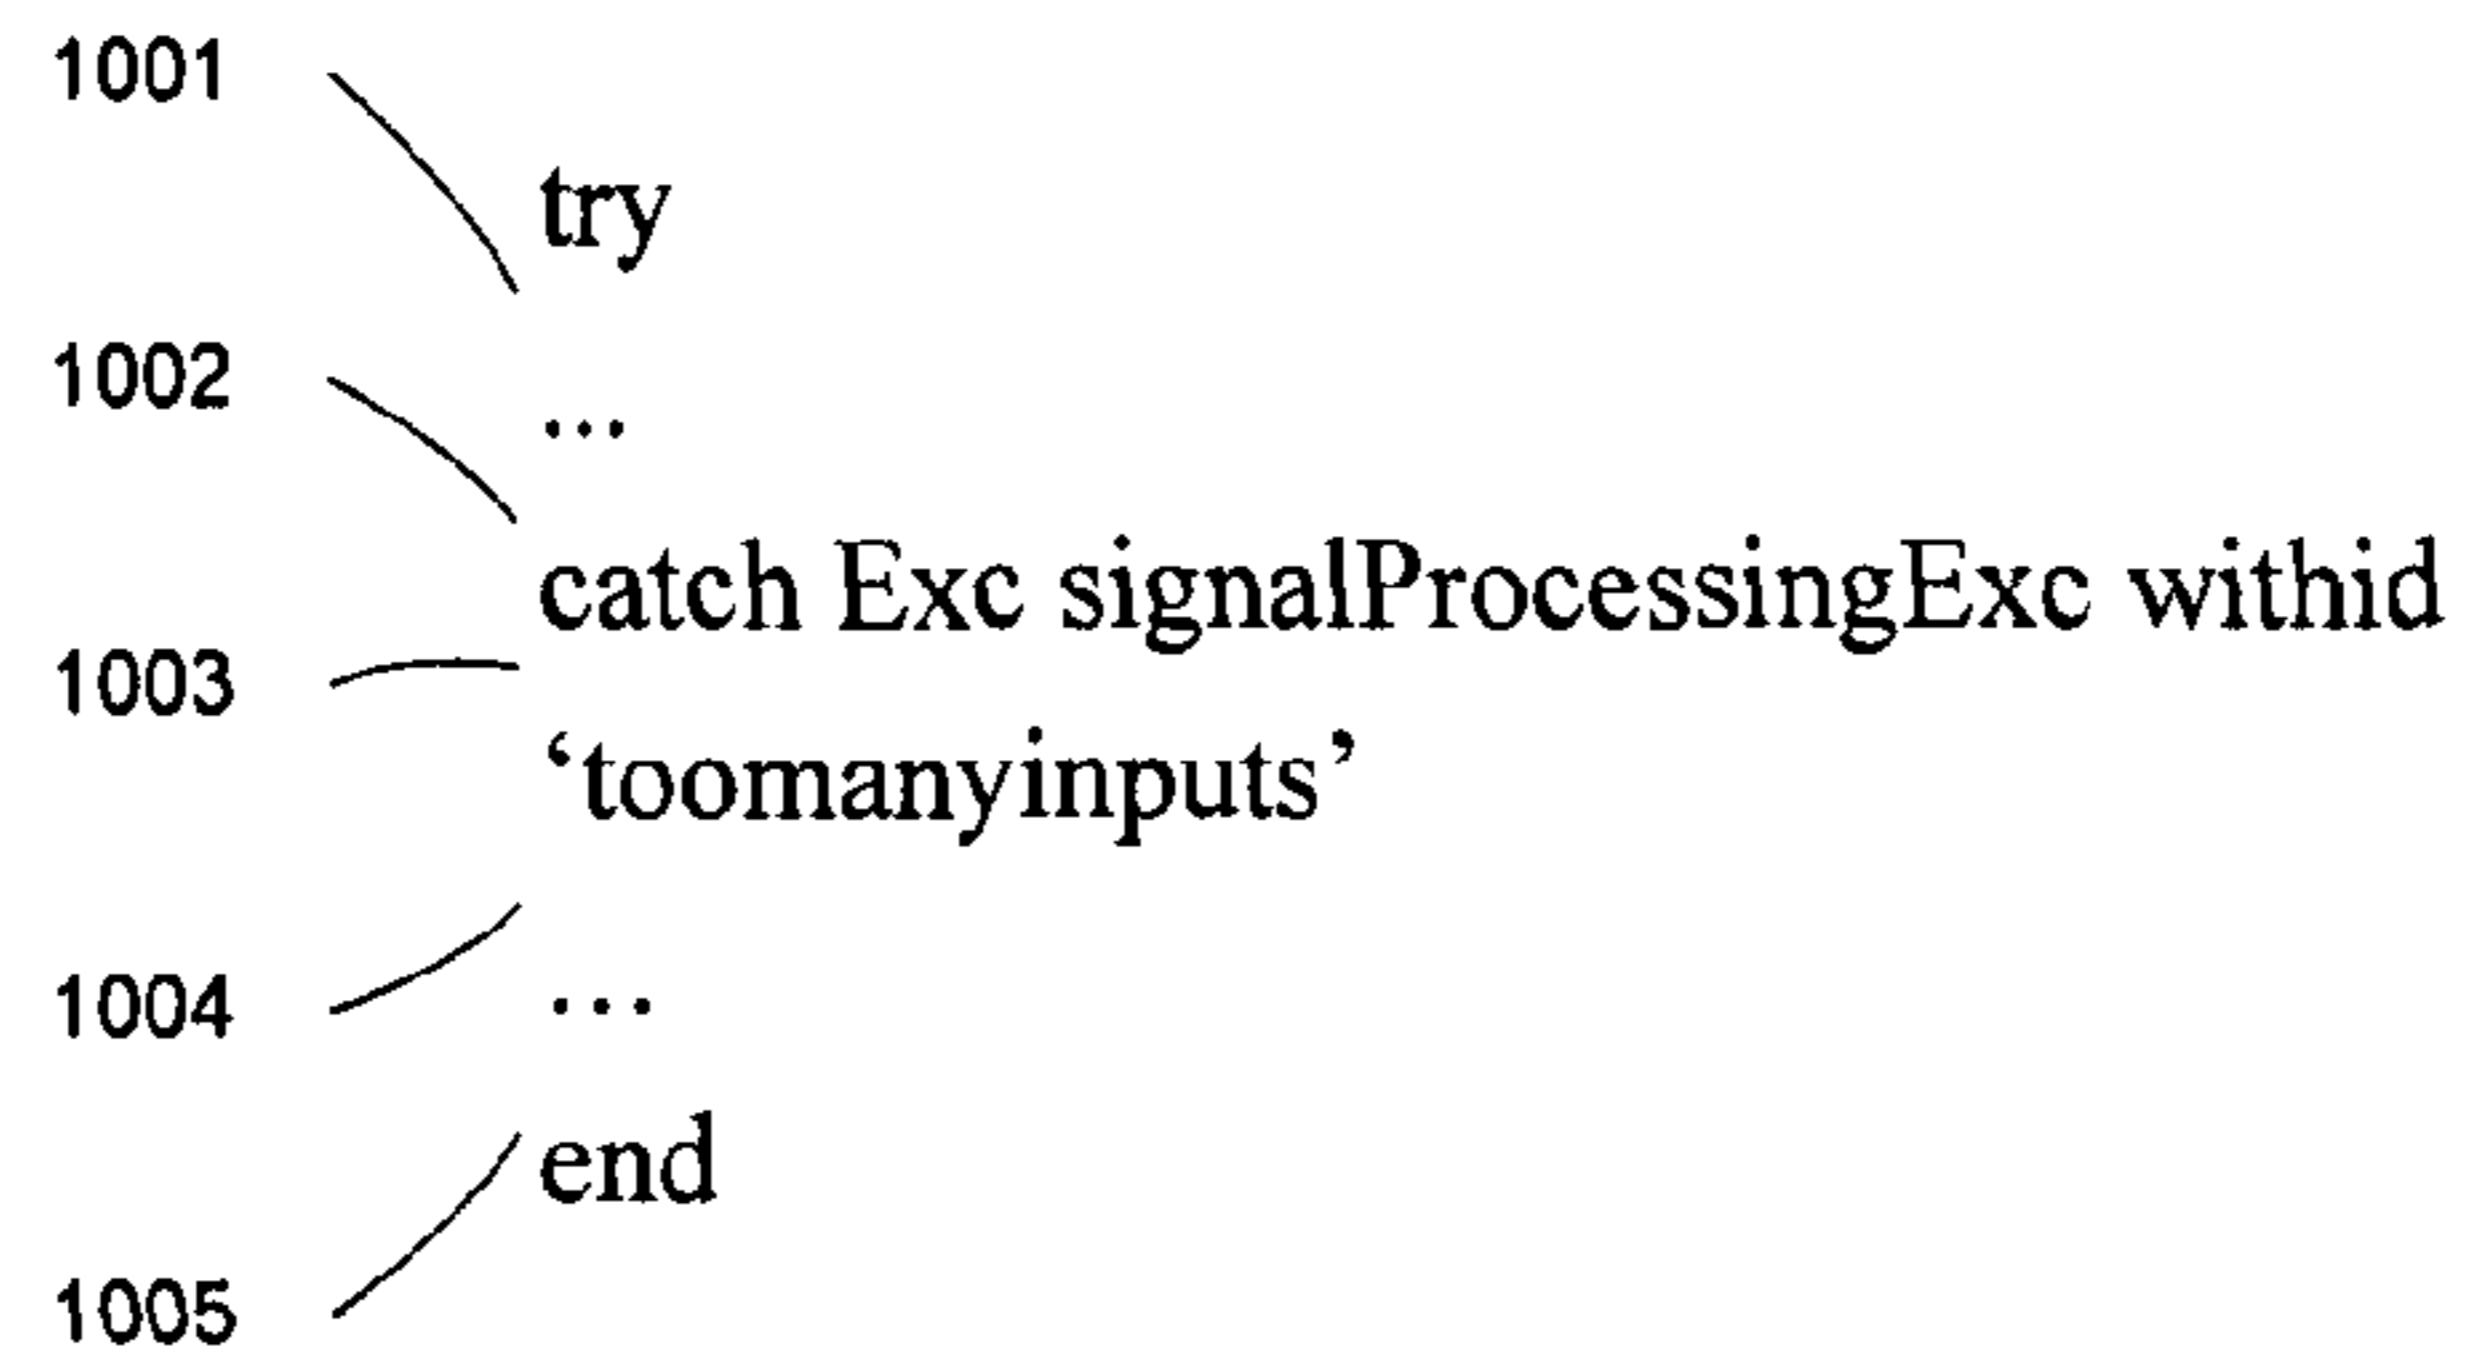 1001
try
1002
...
catch Exc signalProcessingExc withid
1003
‘toomanyinputs’
1004
...
end
1005